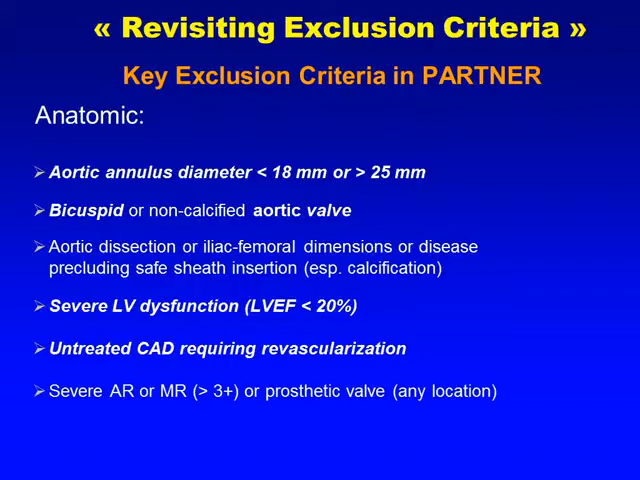 « Revisiting Exclusion Criteria »
Key Exclusion Criteria in PARTNER
Anatomic:
Aortic annulus diameter < 18 mm or > 25 mm
Bicuspid or non-calcified aortic valve
Aortic dissection or iliac-femoral dimensions or disease
precluding safe sheath insertion (esp. calcification)
Severe LV dysfunction (LVEF < 20%)
Untreated CAD requiring revascularization
Severe AR or MR (> 3+) or prosthetic valve (any location)